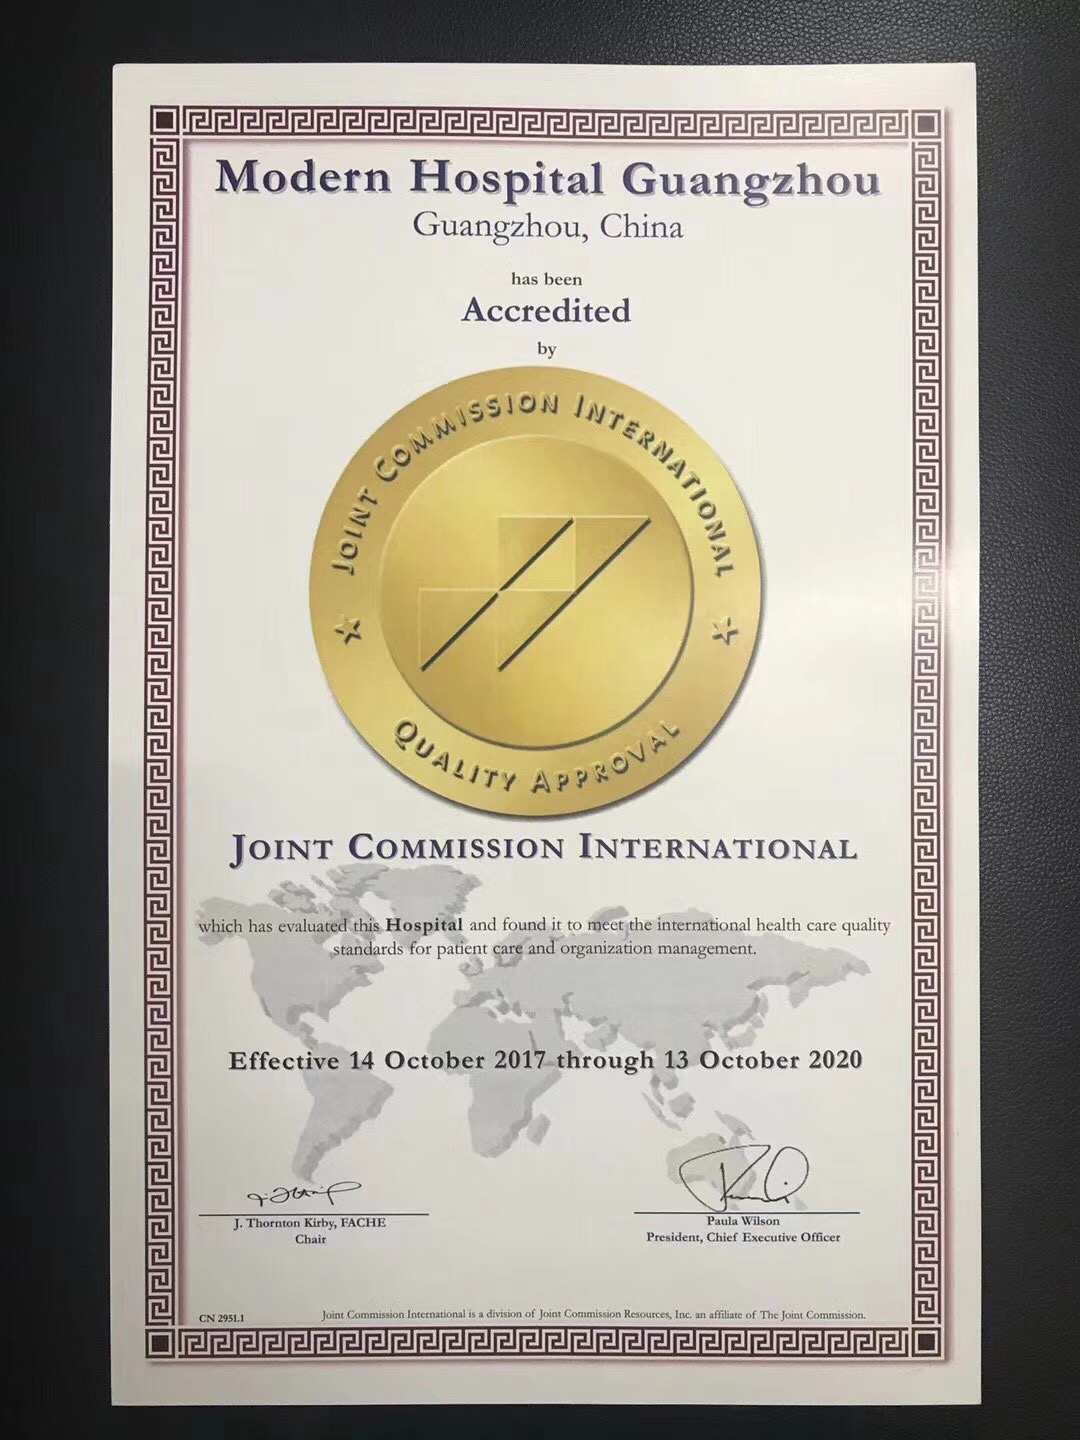 Modern Hospital Guangzhou
Guangzhou, China
has been
Accredited
by
JOINT COMMISSION INTERNATIONAL
QUALITY APPROVAL
JOINT COMMISSION INTERNATIONAL
which has evaluated this Hospital and found it to meet the international health care quality
standards for patient care and organization management.
Effective 14 October 2017 through 13 October 2020
J. Thornton Kirby, FACHE
Chair
Paula Wilson
President, Chief Executive Officer
CN 2951.1
Joint Commission International is a division of Joint Commission Resources, Inc. an affiliate of The Joint Commission.